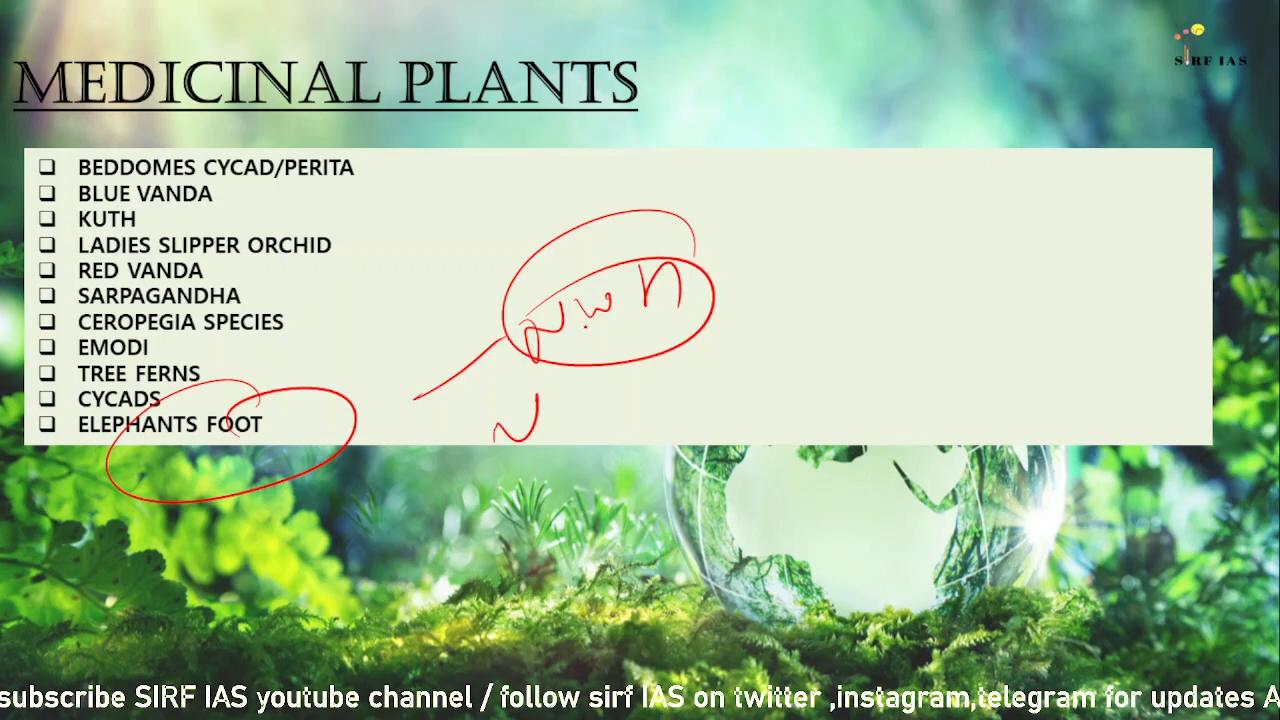 SIRF IAS
MEDICINAL PLANTS
BEDDOMES CYCAD/PERITA
BLUE VANDA
KUTH
LADIES SLIPPER ORCHID
RED VANDA
SARPAGANDHA
CEROPEGIA SPECIES
EMODI
TREE FERNS
CYCADS
ELEPHANTS FOOT
subscribe SIRF IAS youtube channel / follow sirf IAS on twitter ,instagram,telegram for updates A